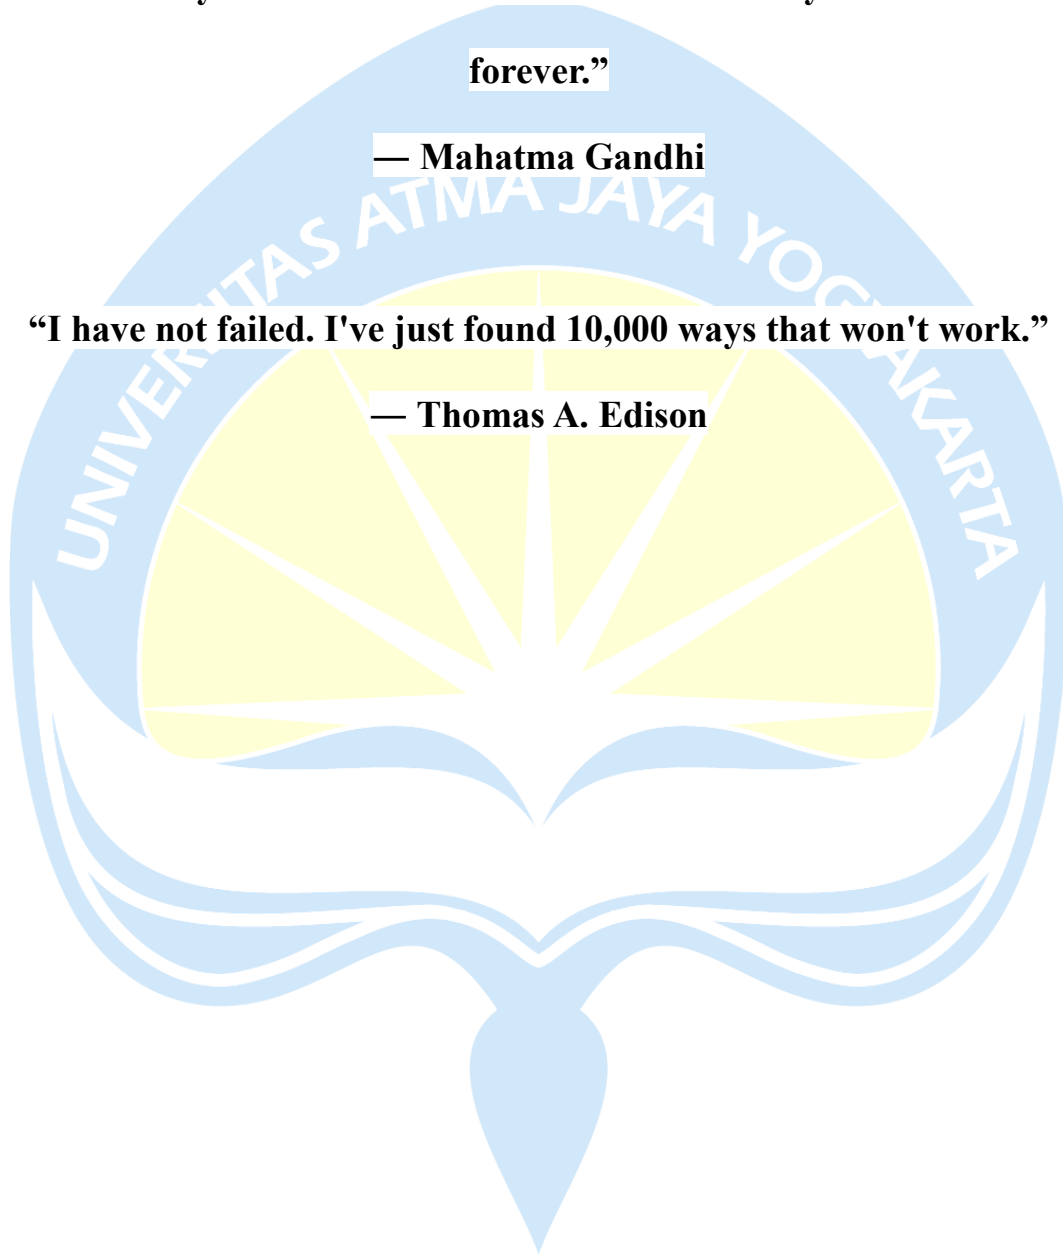 forever.”
― Mahatma Gandhi
UNIVERSITAS ATMA JAYA YOGYAKARTA
“I have not failed. I've just found 10,000 ways that won't work.”
― Thomas A. Edison